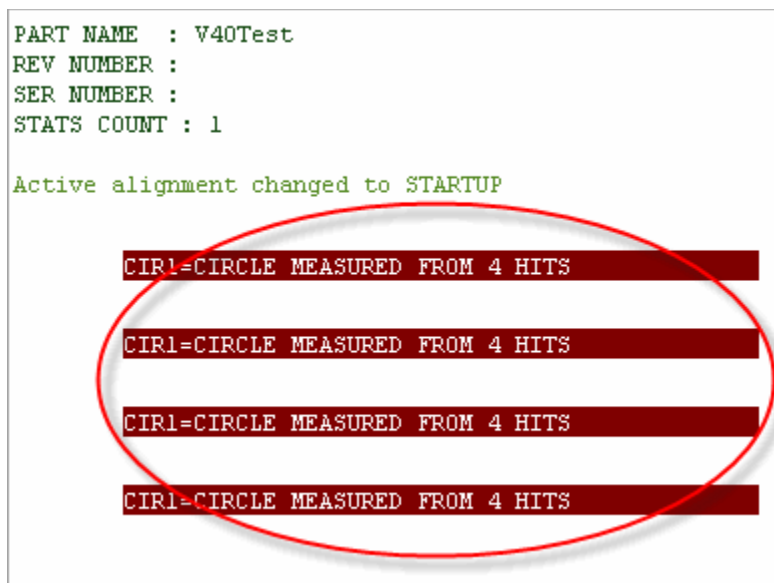 PART NAME  : V40Test
REV NUMBER :
SER NUMBER :
STATS COUNT : 1
Active alignment changed to STARTUP
CIR1=CIRCLE MEASURED FROM 4 HITS
CIR1=CIRCLE MEASURED FROM 4 HITS
CIR1=CIRCLE MEASURED FROM 4 HITS
CIR1=CIRCLE MEASURED FROM 4 HITS